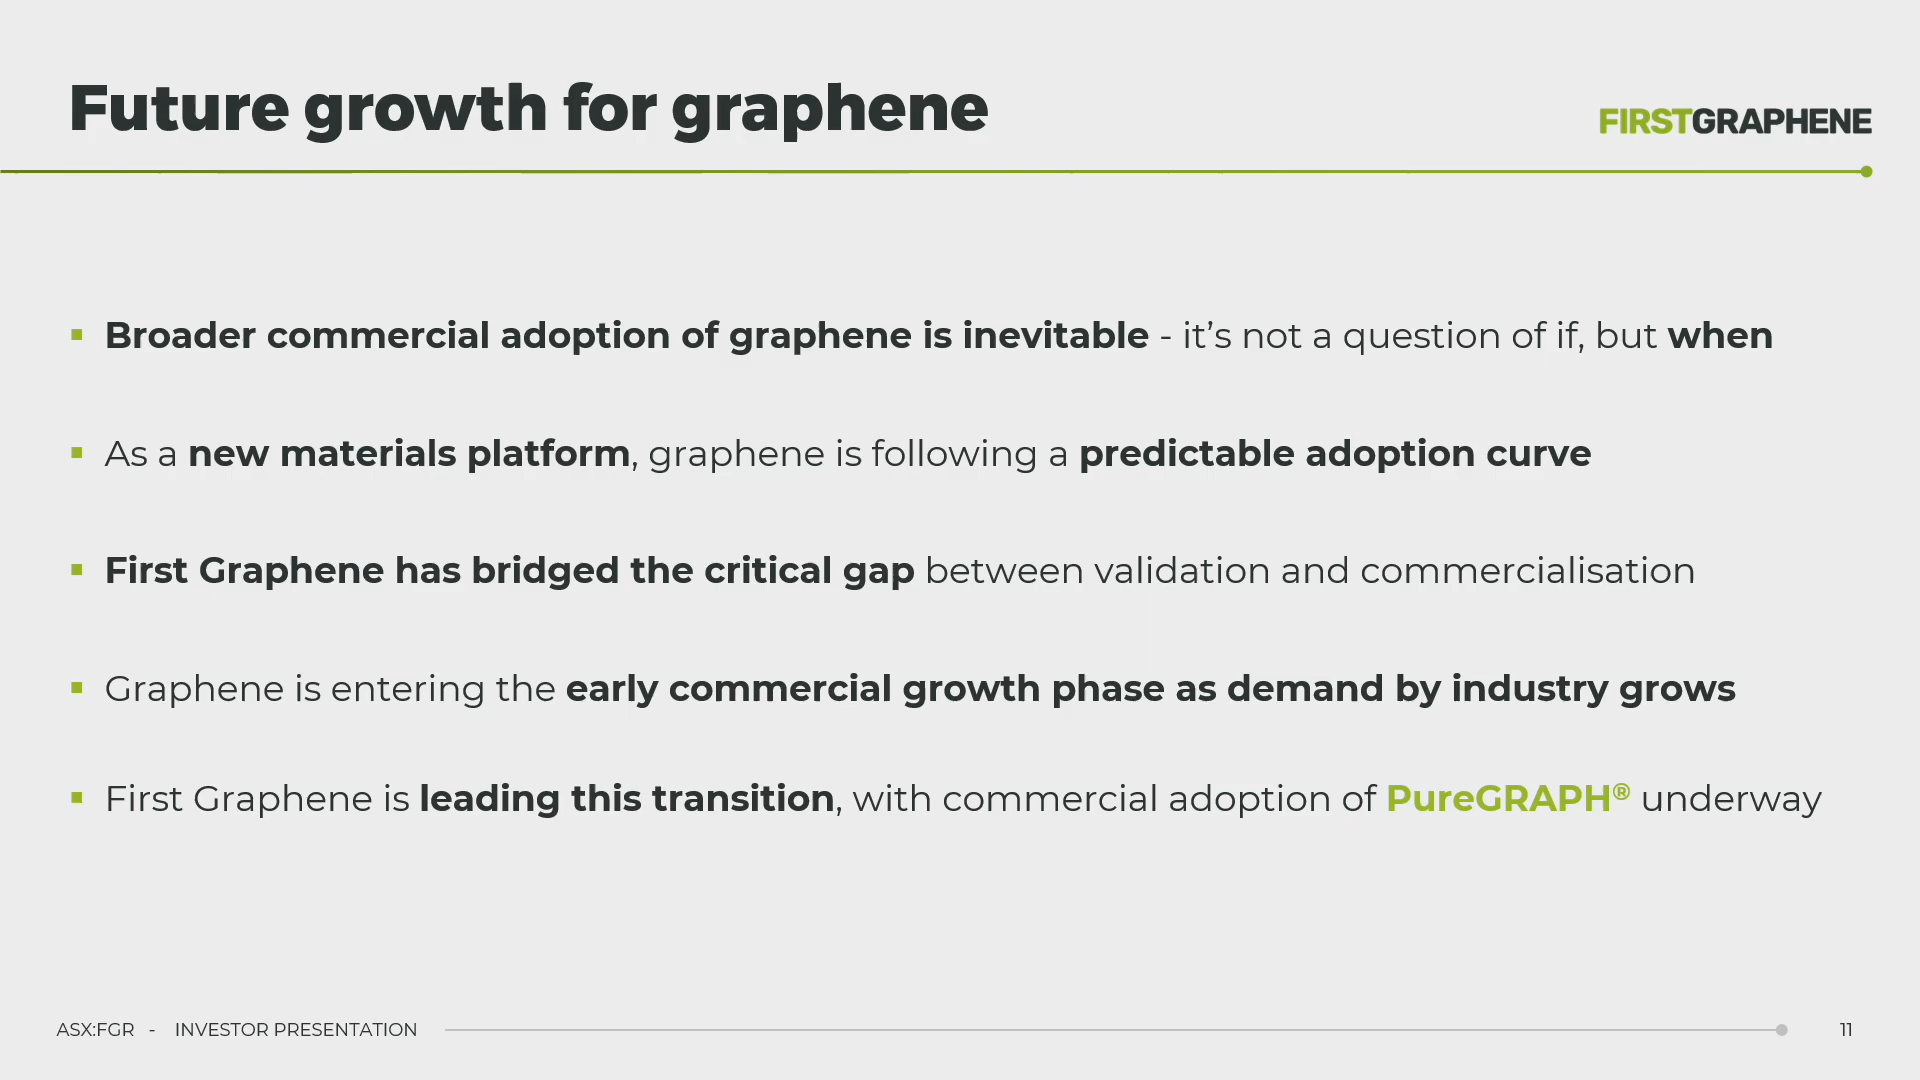 Future growth for graphene
FIRSTGRAPHENE
▪ Broader commercial adoption of graphene is inevitable - it’s not a question of if, but when
▪ As a new materials platform, graphene is following a predictable adoption curve
▪ First Graphene has bridged the critical gap between validation and commercialisation
▪ Graphene is entering the early commercial growth phase as demand by industry grows
▪ First Graphene is leading this transition, with commercial adoption of PureGRAPH® underway
ASX:FGR - INVESTOR PRESENTATION
11